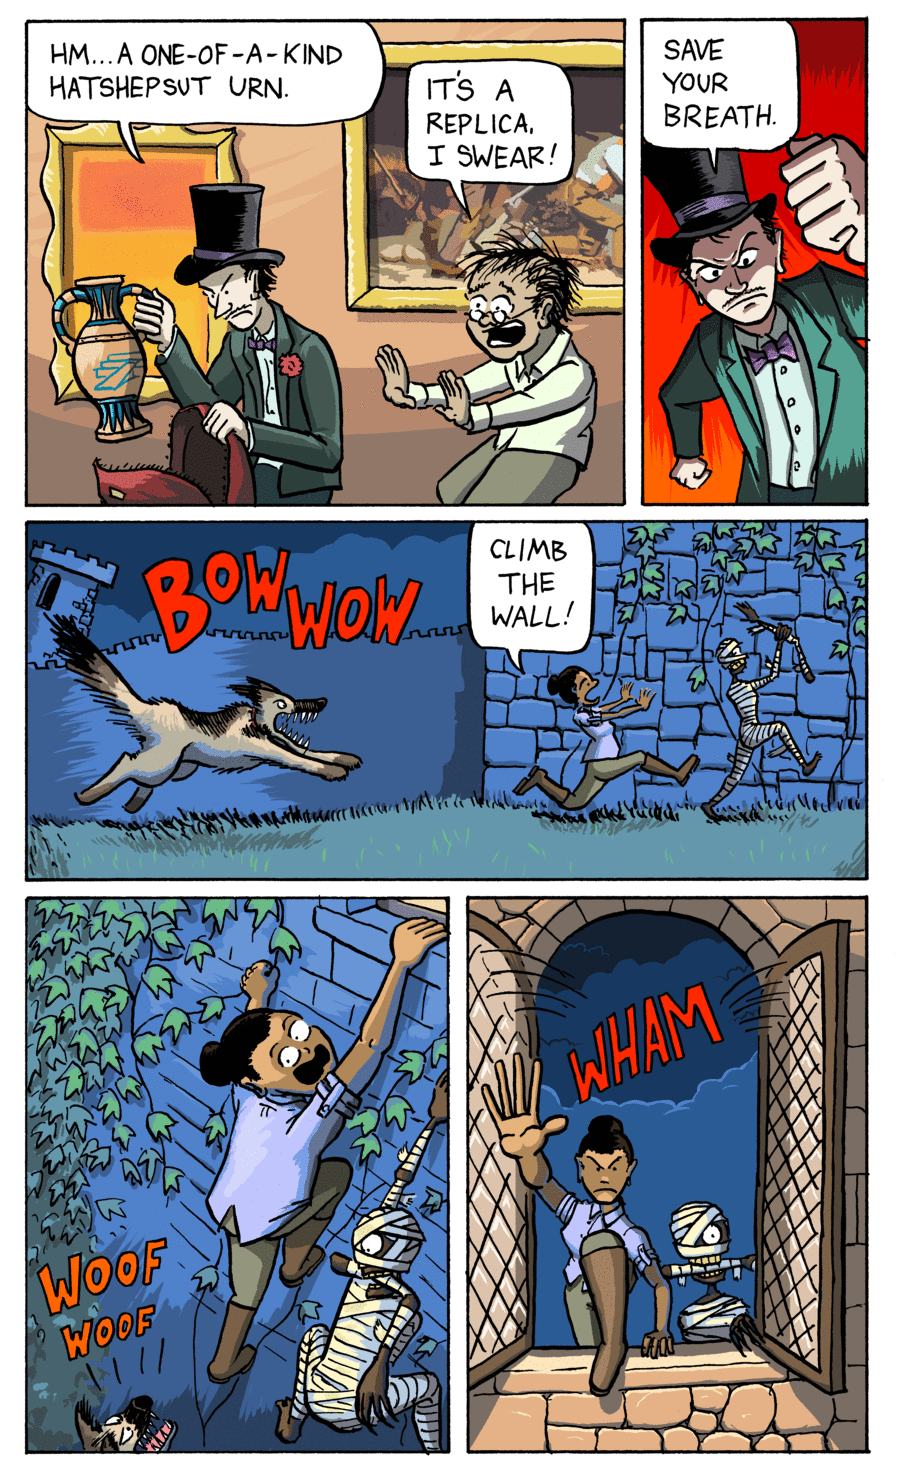 HM...A ONE-OF-A-KIND
HATSHEPSUT URN.
IT'S A
REPLICA,
I SWEAR!
SAVE
YOUR
BREATH.
BOW
WOW
CLIMB
THE
WALL!
WOOF
WOOF
WHAM